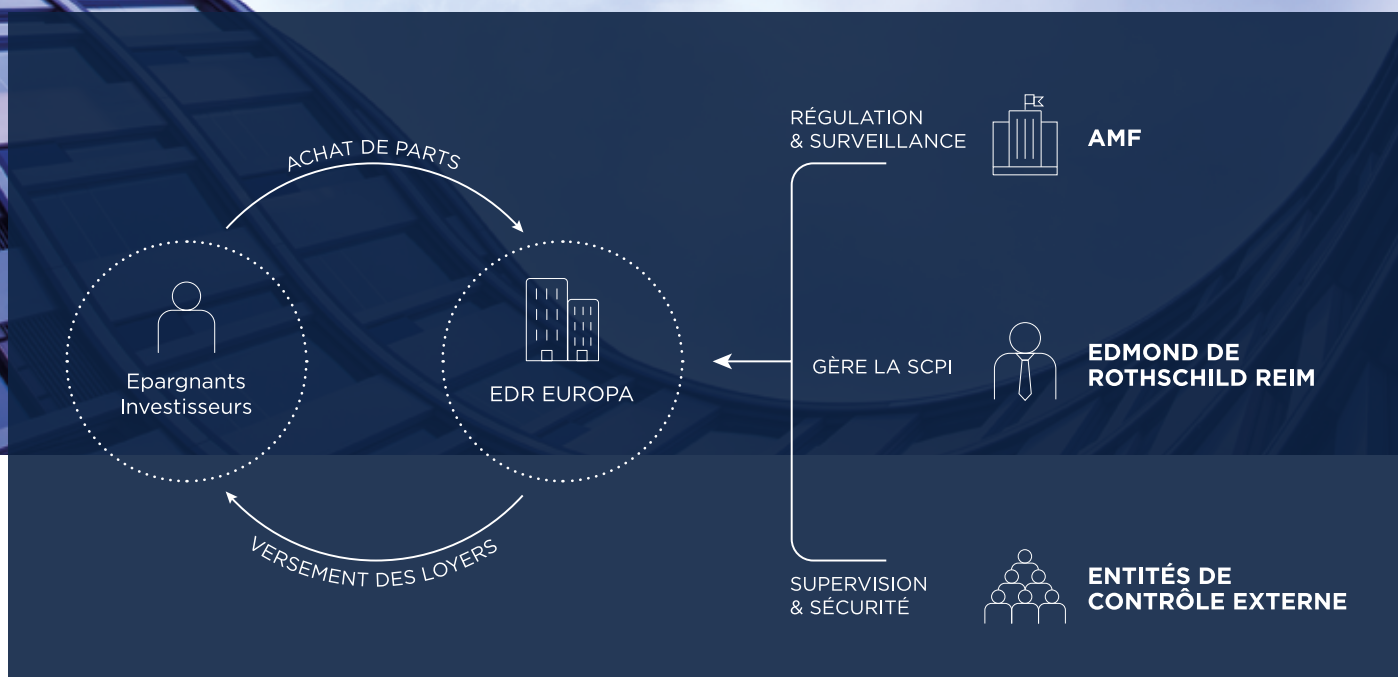 ACHAT DE PARTS
Epargnants
Investisseurs
EDR EUROPA
VERSEMENT DES LOYERS
RÉGULATION
& SURVEILLANCE
AMF
GÈRE LA SCPI
EDMOND DE
ROTHSCHILD REIM
SUPERVISION
& SÉCURITÉ
ENTITÉS DE
CONTRÔLE EXTERNE